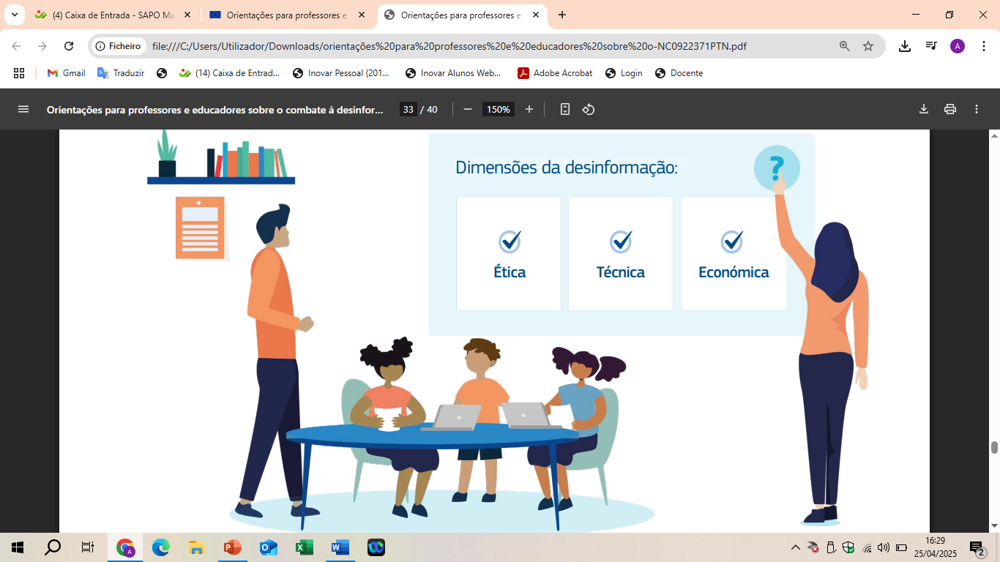 (4) Caixa de Entrada - SAPO Ma
Orientações para professores e
Orientações para professores e
Ficheiro
file:///C:/Users/Utilizador/Downloads/orientações%20para%20professores%20e%20educadores%20sobre%20o-NC0922371PTN.pdf
A
Gmail
Traduzir
(14) Caixa de Entrad...
Inovar Pessoal (201...
Inovar Alunos Web...
Adobe Acrobat
Login
Docente
Orientações para professores e educadores sobre o combate à desinfor...
33 / 40
150%
Dimensões da desinformação:
?
Ética
Técnica
Económica
16:29
25/04/2025
2